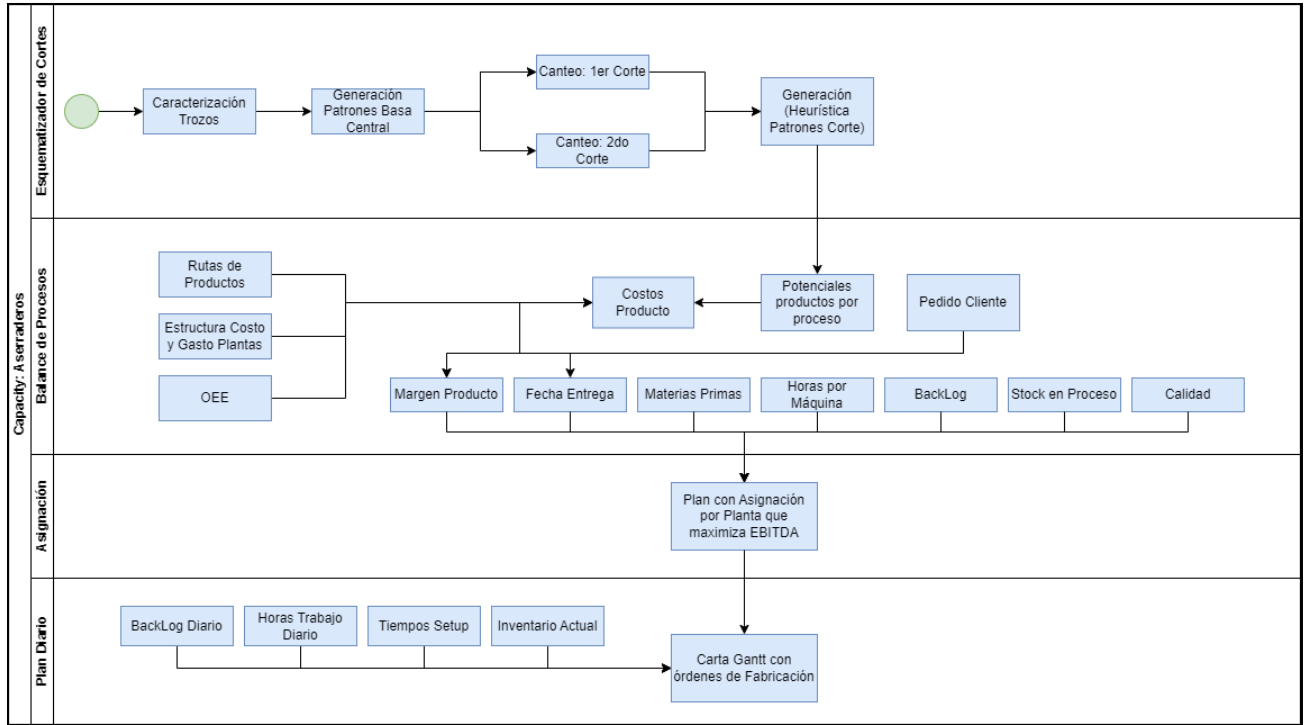 Capacity: Aserraderos
Esquematizador de Cortes
Caracterización
Trozos
Generación
Patrones Basa
Central
Canteo: 1er Corte
Canteo: 2do
Corte
Generación
(Heurística
Patrones Corte)
Balance de Procesos
Rutas de
Productos
Estructura Costo
y Gasto Plantas
OEE
Costos
Producto
Potenciales
productos por
proceso
Pedido Cliente
Margen Producto
Fecha Entrega
Materias Primas
Horas por
Máquina
BackLog
Stock en Proceso
Calidad
Asignación
Plan con Asignación
por Planta que
maximiza EBITDA
Plan Diario
BackLog Diario
Horas Trabajo
Diario
Tiempos Setup
Inventario Actual
Carta Gantt con
órdenes de Fabricación